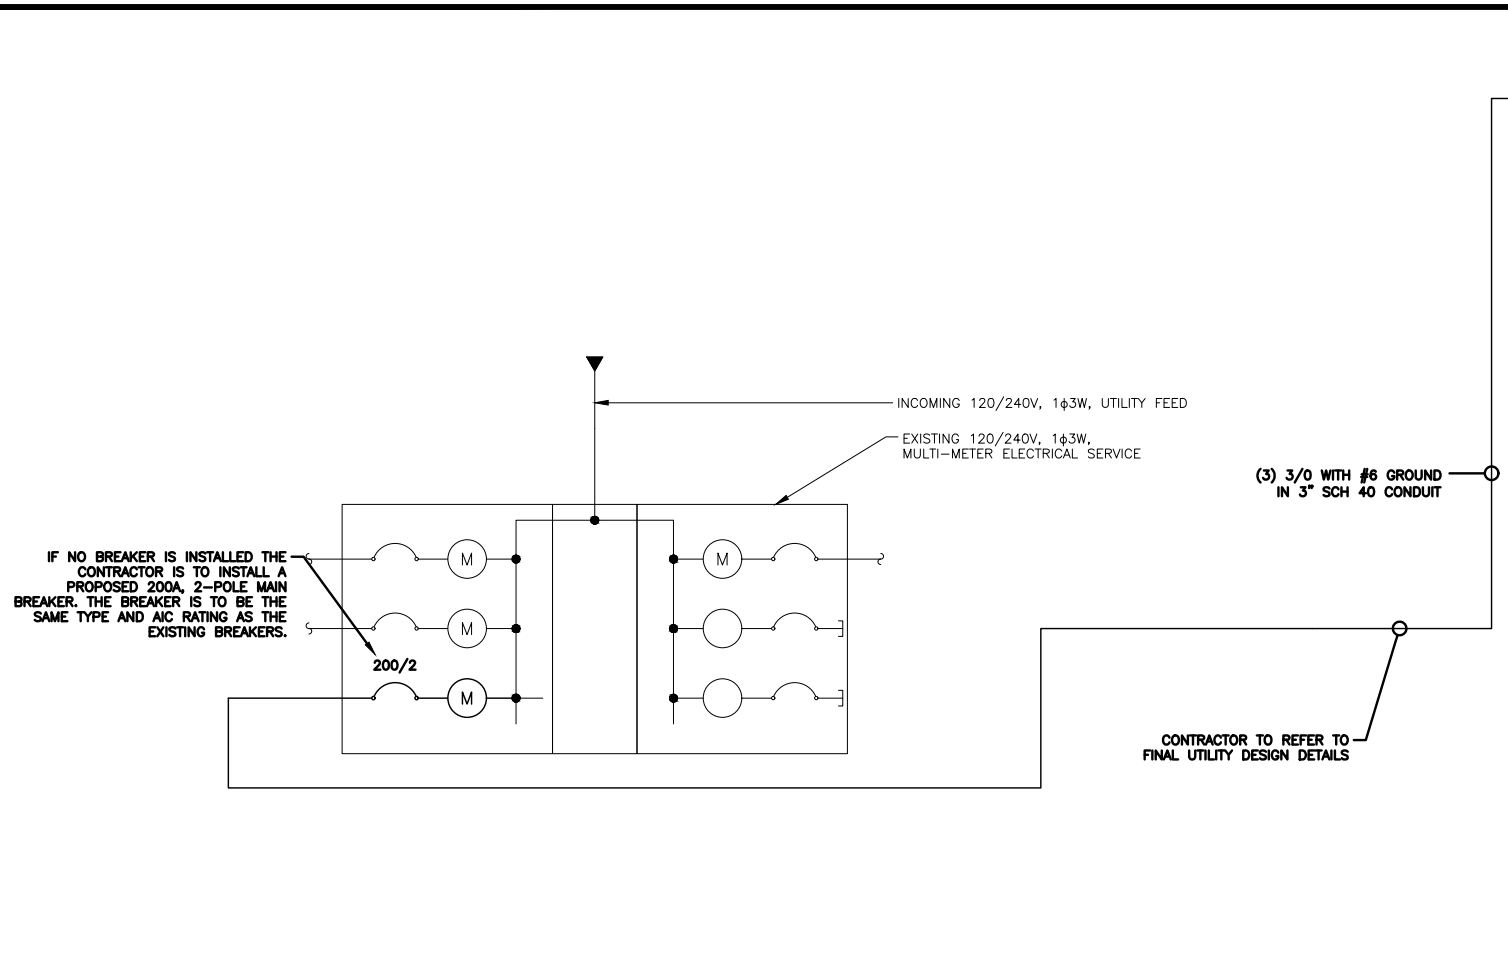 INCOMING 120/240V, 1ϕ3W, UTILITY FEED
EXISTING 120/240V, 1ϕ3W,
MULTI-METER ELECTRICAL SERVICE
(3) 3/0 WITH #6 GROUND
IN 3" SCH 40 CONDUIT
IF NO BREAKER IS INSTALLED THE
CONTRACTOR IS TO INSTALL A
PROPOSED 200A, 2-POLE MAIN
BREAKER. THE BREAKER IS TO BE THE
SAME TYPE AND AIC RATING AS THE
EXISTING BREAKERS.
M
M
M
200/2
M
CONTRACTOR TO REFER TO
FINAL UTILITY DESIGN DETAILS